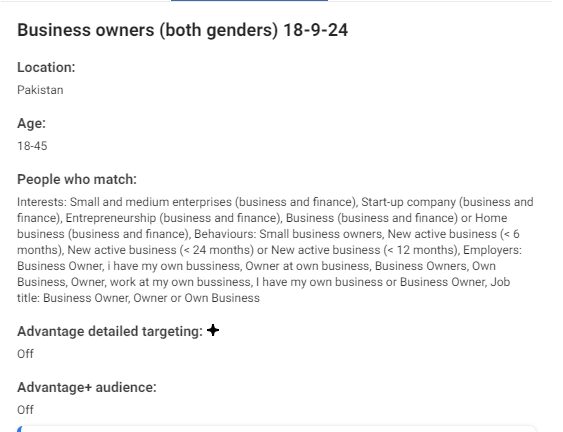 Business owners (both genders) 18-9-24
Location:
Pakistan
Age:
18-45
People who match:
Interests: Small and medium enterprises (business and finance), Start-up company (business and
finance), Entrepreneurship (business and finance), Business (business and finance) or Home
business (business and finance), Behaviours: Small business owners, New active business (< 6
months), New active business (< 24 months) or New active business (< 12 months), Employers:
Business Owner, i have my own bussiness, Owner at own business, Business Owners, Own
Business, Owner, work at my own bussiness, I have my own business or Business Owner, Job
title: Business Owner, Owner or Own Business
Advantage detailed targeting:
Off
Advantage+ audience:
Off